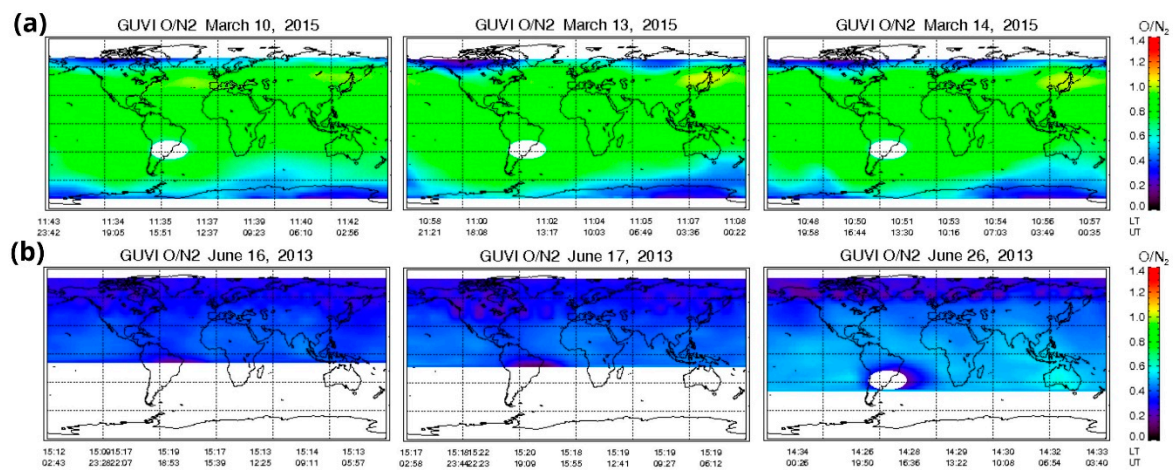 (a)
GUVI O/N2 March 10, 2015
GUVI O/N2 March 13, 2015
GUVI O/N2 March 14, 2015
O/N₂
1.4
1.2
1.0
0.8
0.6
0.4
0.2
0.0
11:43 11:34 11:35 11:37 11:39 11:40 11:42
23:42 19:05 15:51 12:37 09:23 06:10 02:56
10:58 11:00 11:02 11:04 11:05 11:07 11:08
21:21 18:08 13:17 10:03 06:49 03:36 00:22
10:48 10:50 10:51 10:53 10:54 10:56 10:57 LT
19:58 16:44 13:30 10:16 07:03 03:49 00:35 UT
(b)
GUVI O/N2 June 16, 2013
GUVI O/N2 June 17, 2013
GUVI O/N2 June 26, 2013
O/N₂
1.4
1.2
1.0
0.8
0.6
0.4
0.2
0.0
15:12 15:17 15:19 15:17 15:13 15:14 15:13
02:43 23:28 22:07 18:53 15:39 12:25 09:11 05:57
15:17 15:22 15:20 15:18 15:19 15:19 15:19
02:58 22:23 19:09 15:55 12:41 09:27 06:12
14:34 14:26 14:28 14:29 14:30 14:32 14:33 LT
00:26 19:50 16:36 13:22 10:08 06:54 03:40 UT